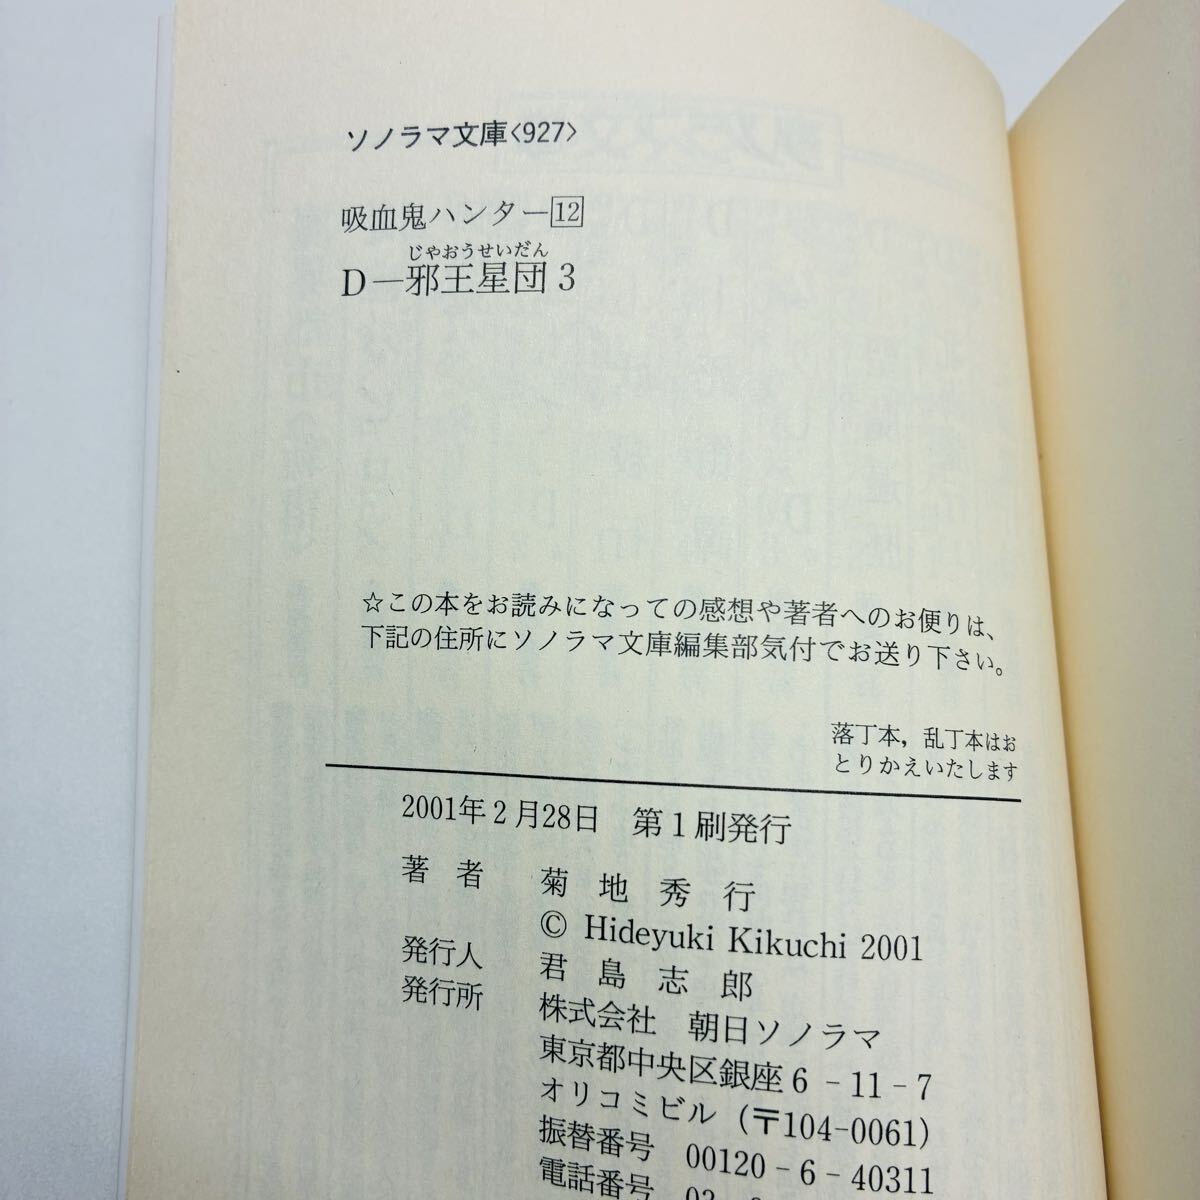 ソノラマ文庫〈927〉
吸血鬼ハンター12
じゃおうせいだん
D―邪王星団 3
☆この本をお読みになっての感想や著者へのお便りは、
下記の住所にソノラマ文庫編集部気付でお送り下さい。
落丁本，乱丁本はお
とりかえいたします
2001年2月28日　第1刷発行
著　者　菊　地　秀　行
© Hideyuki Kikuchi 2001
発行人　君　島　志　郎
発行所　株式会社　朝日ソノラマ
東京都中央区銀座6-11-7
オリコミビル（〒104-0061）
振替番号　00120-6-40311
電話番号